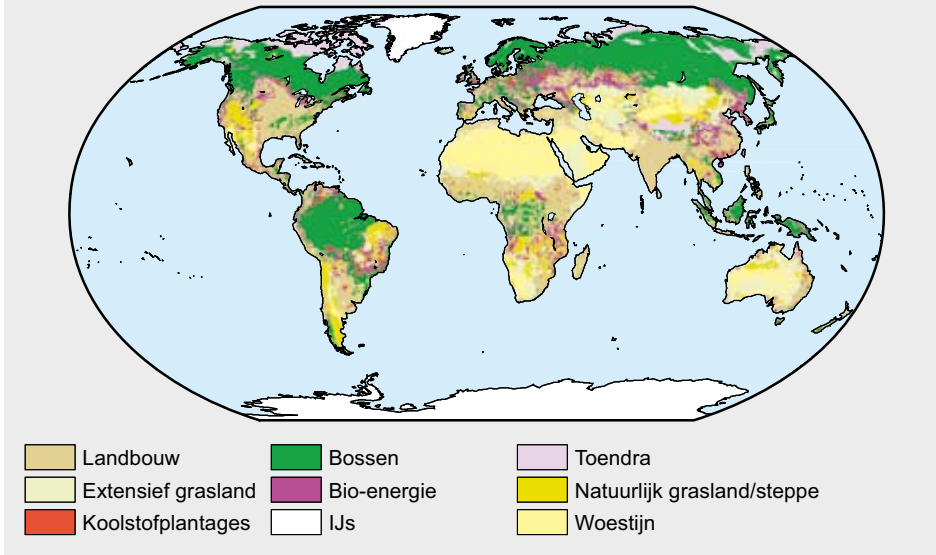 Landbouw
Bossen
Toendra
Extensief grasland
Bio-energie
Natuurlijk grasland/steppe
Koolstofplantages
IJs
Woestijn